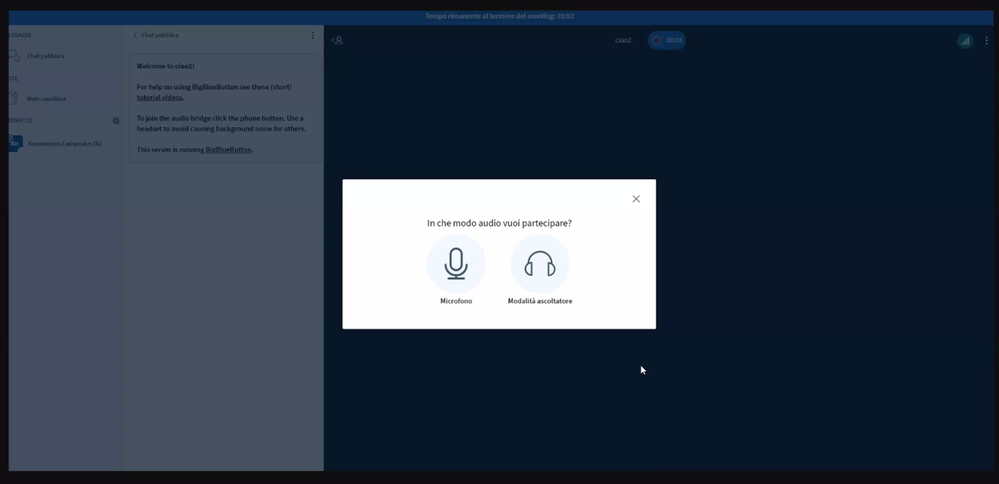 Tempo rimanente al termine del meeting: 28:52
ESSAGGI
Chat pubblica
OTE
Note condivise
TENTI (1)
Ko
Konstantinos Ladopoulos (Tu)
Chat pubblica
Welcome to ciao2!
For help on using BigBlueButton see these (short)
tutorial videos.
To join the audio bridge click the phone button. Use a
headset to avoid causing background noise for others.
This server is running BigBlueButton.
ciao2
00:03
In che modo audio vuoi partecipare?
Microfono
Modalità ascoltatore